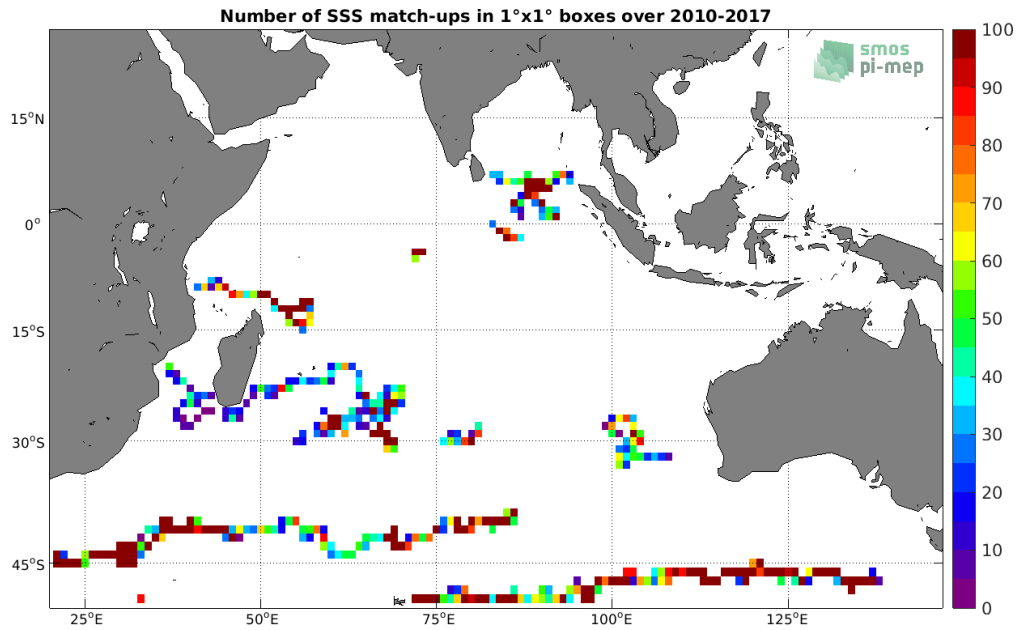 Number of SSS match-ups in 1°x1° boxes over 2010-2017
smos
pi-mep
15°N
0°
15°S
30°S
45°S
25°E
50°E
75°E
100°E
125°E
100
90
80
70
60
50
40
30
20
10
0